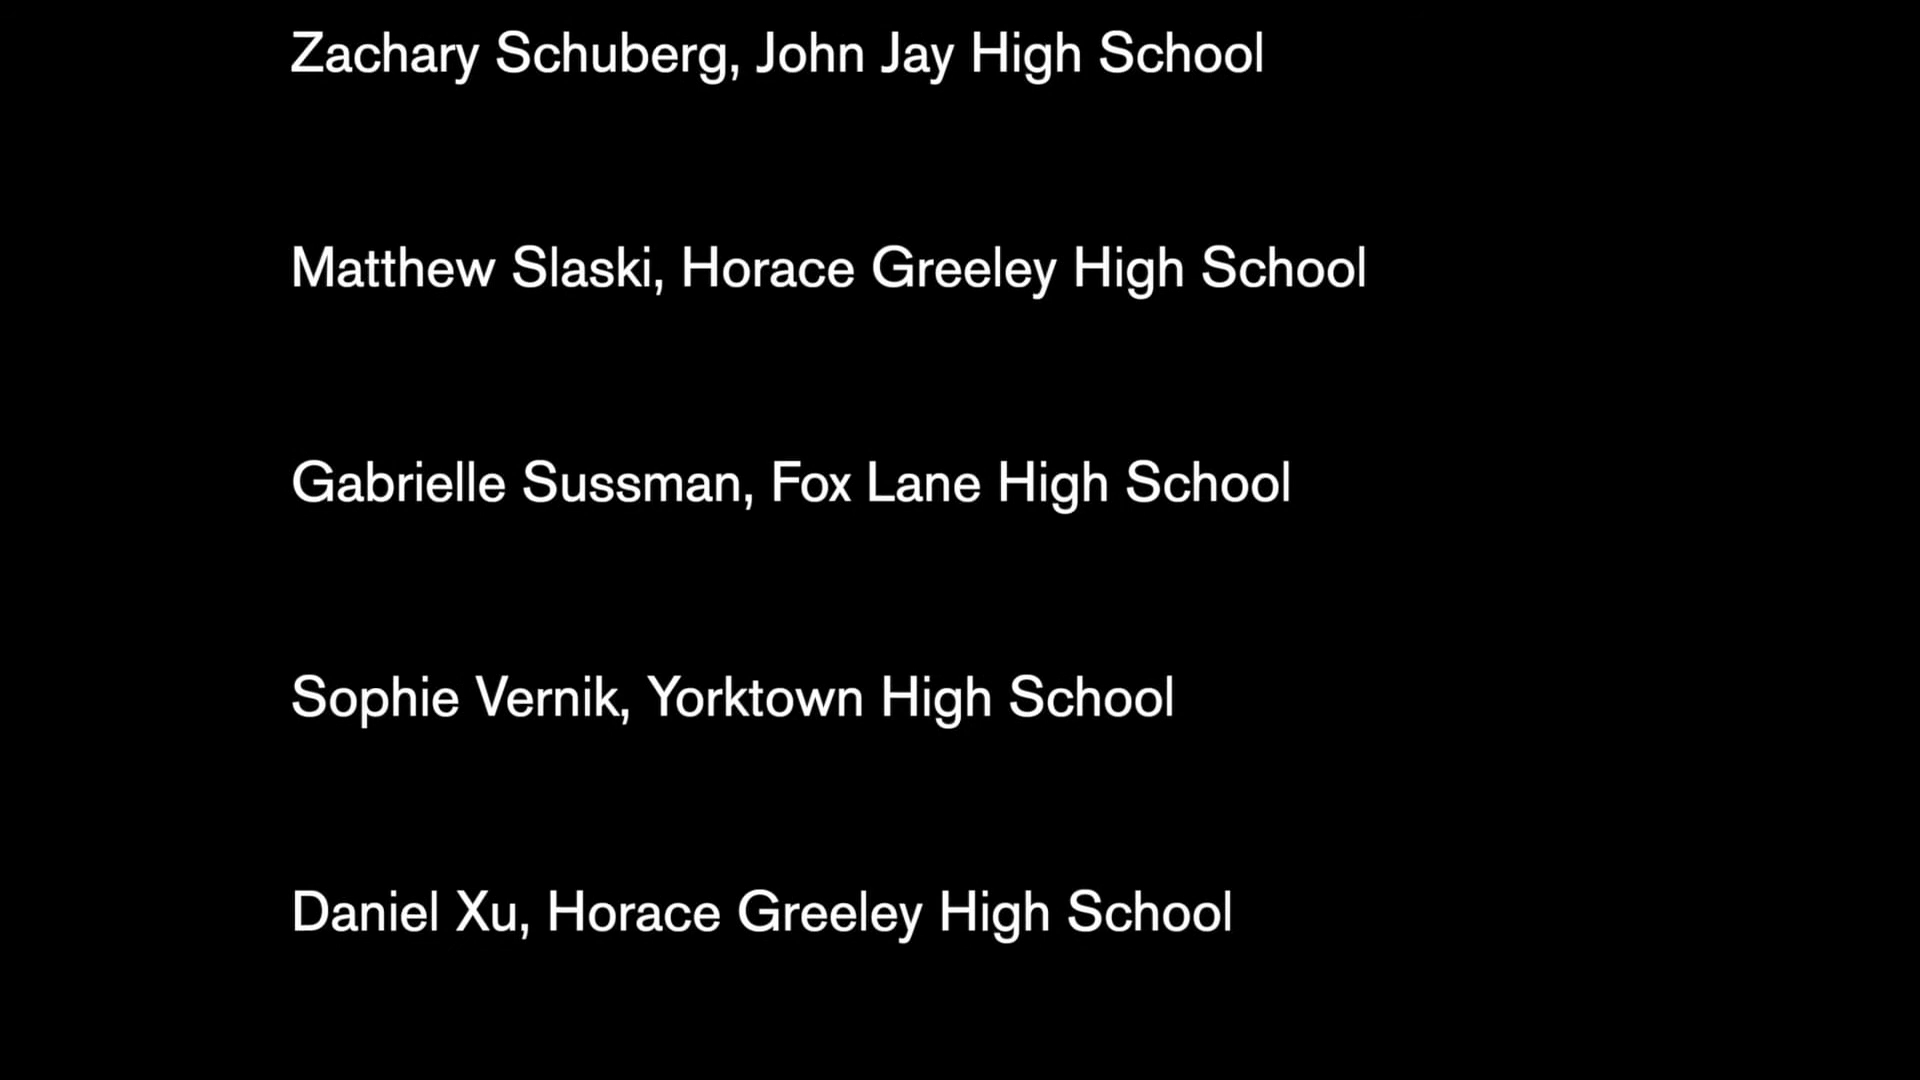 Zachary Schuberg, John Jay High School
Matthew Slaski, Horace Greeley High School
Gabrielle Sussman, Fox Lane High School
Sophie Vernik, Yorktown High School
Daniel Xu, Horace Greeley High School